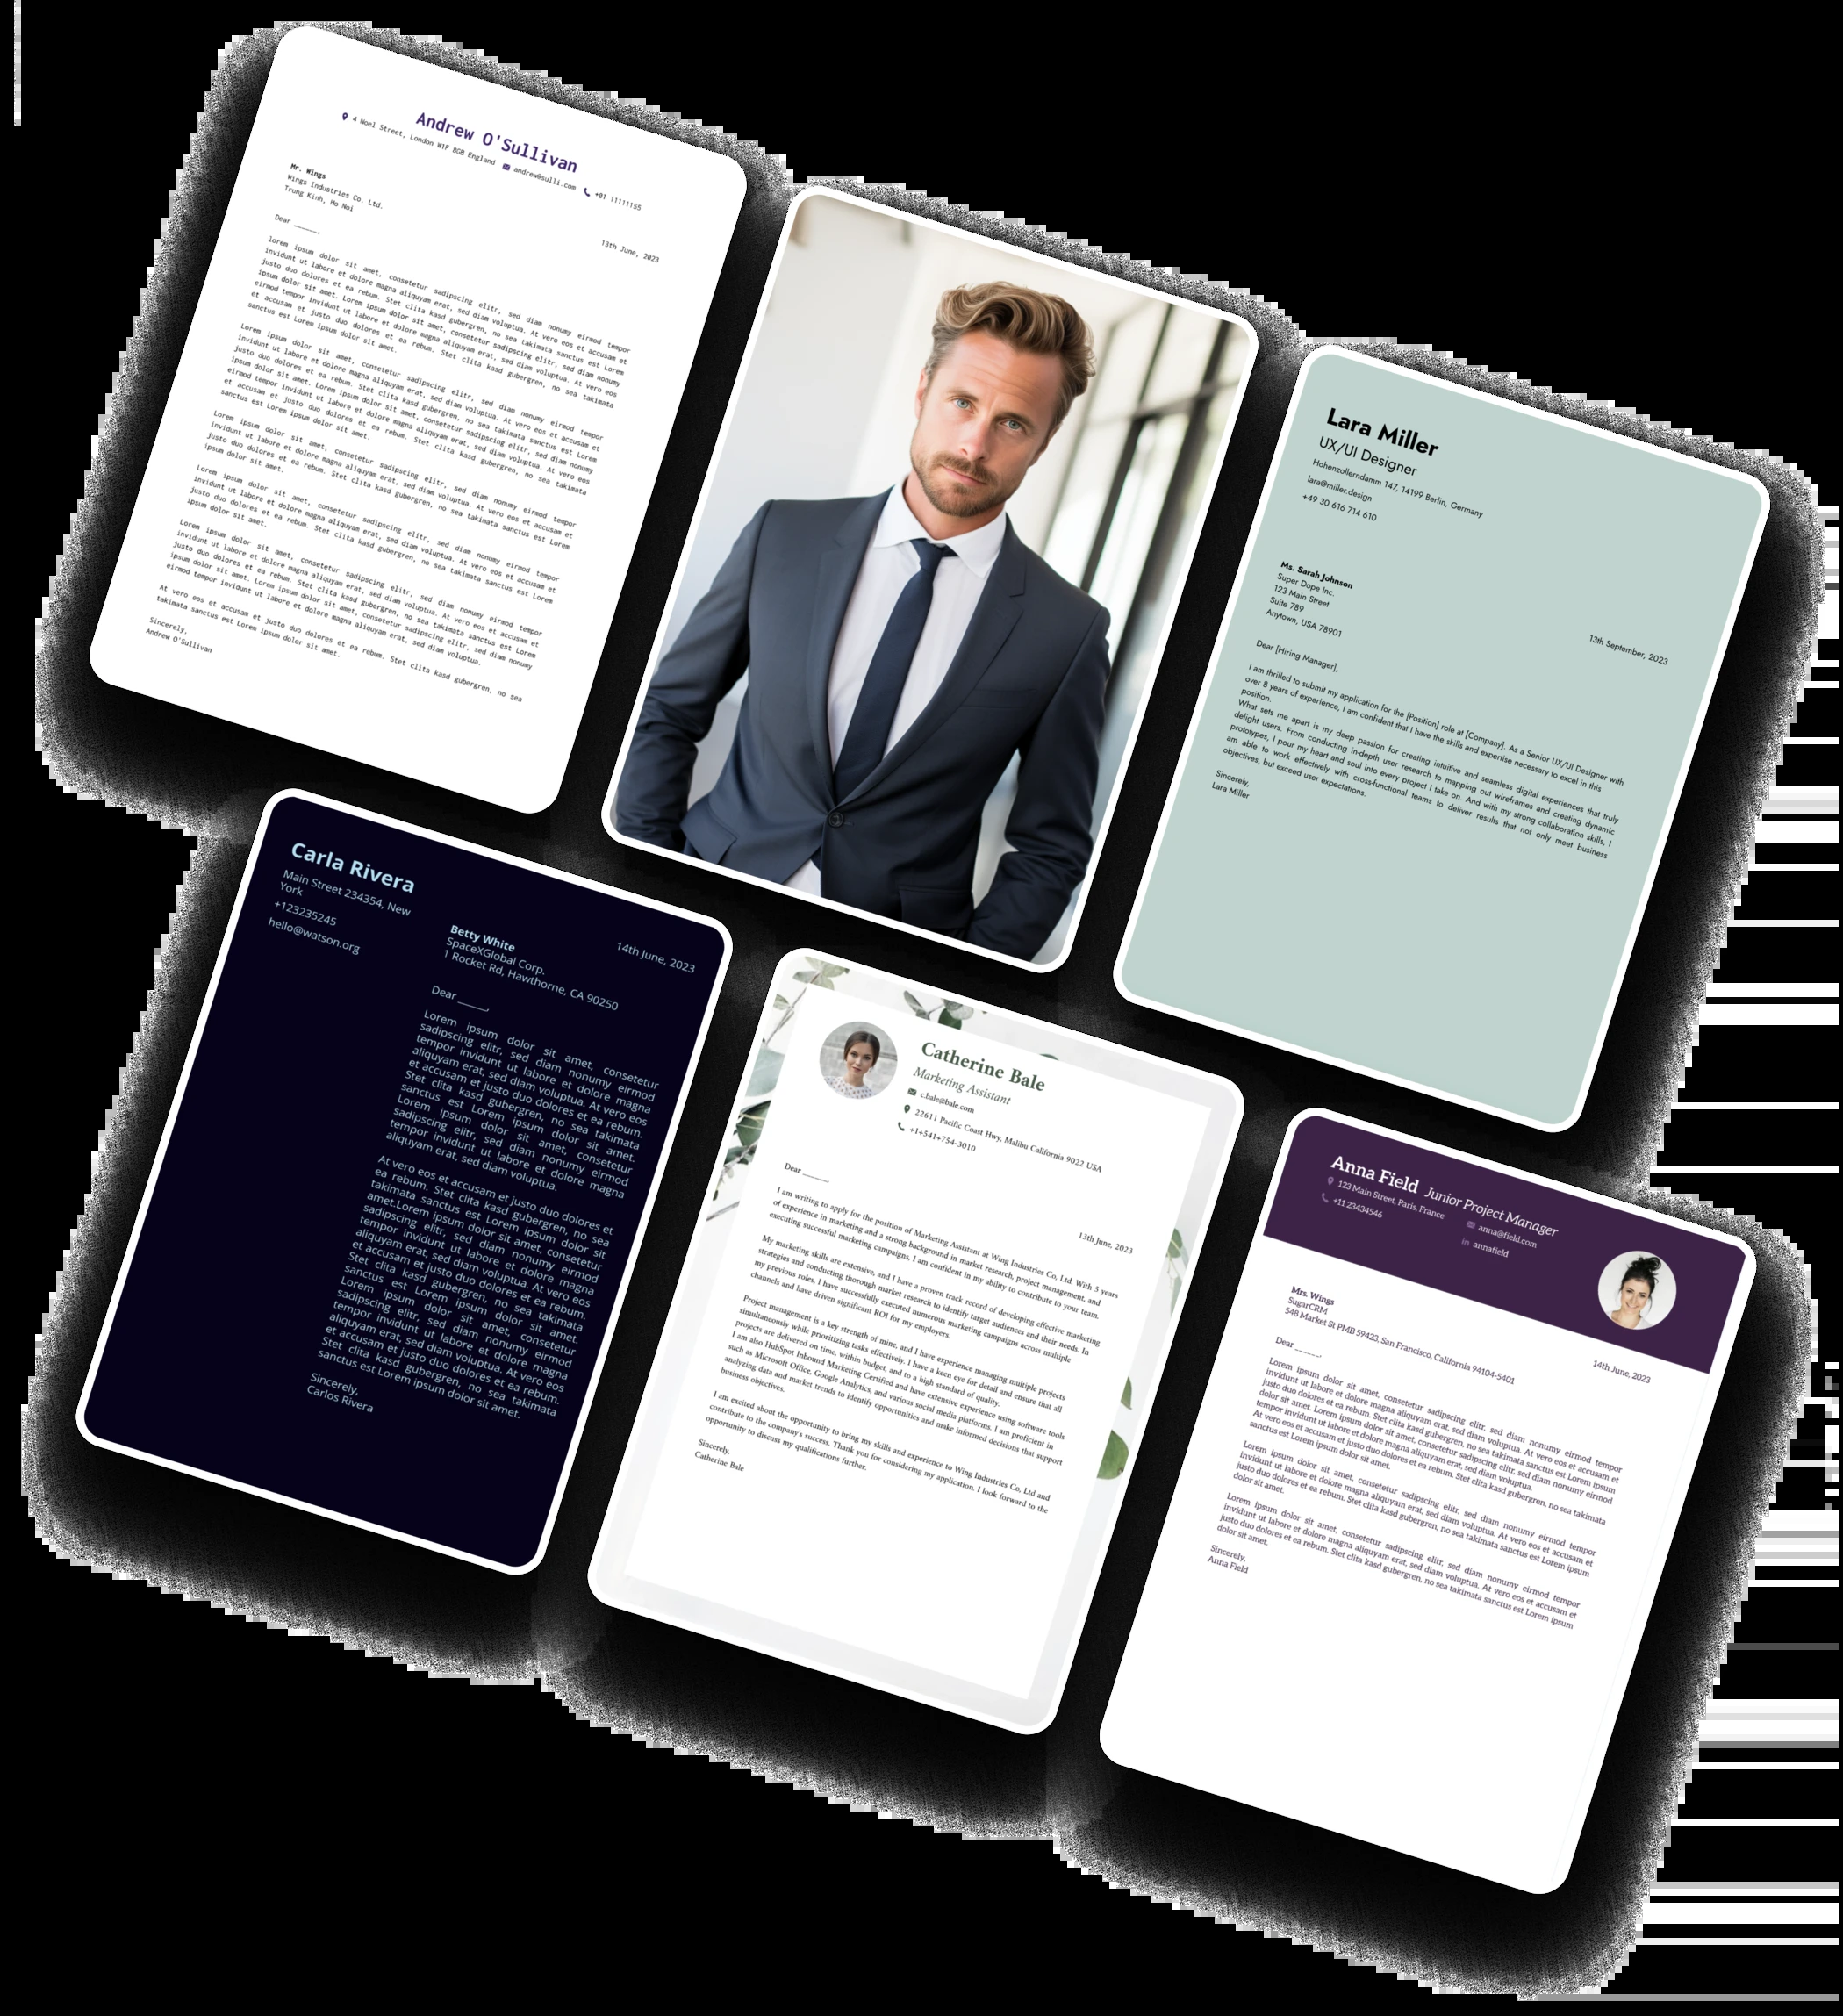 Andrew O'Sullivan
4 Noel Street, London W1F 8GB England andrew@sulli.com +01 11111155
Mr. Wings
Wings Industries Co. Ltd.
Trung Kinh, Ho Noi
13th June, 2023
Dear ______,
lorem ipsum dolor sit amet, consetetur sadipscing elitr, sed diam nonumy eirmod tempor
invidunt ut labore et dolore magna aliquyam erat, sed diam voluptua. At vero eos et accusam et
justo duo dolores et ea rebum. Stet clita kasd gubergren, no sea takimata sanctus est Lorem
ipsum dolor sit amet. Lorem ipsum dolor sit amet, consetetur sadipscing elitr, sed diam nonumy
eirmod tempor invidunt ut labore et dolore magna aliquyam erat, sed diam voluptua. At vero eos
et accusam et justo duo dolores et ea rebum. Stet clita kasd gubergren, no sea takimata
sanctus est Lorem ipsum dolor sit amet.
Lorem ipsum dolor sit amet, consetetur sadipscing elitr, sed diam nonumy eirmod tempor
invidunt ut labore et dolore magna aliquyam erat, sed diam voluptua. At vero eos et accusam et
justo duo dolores et ea rebum. Stet clita kasd gubergren, no sea takimata sanctus est Lorem
ipsum dolor sit amet. Lorem ipsum dolor sit amet, consetetur sadipscing elitr, sed diam nonumy
eirmod tempor invidunt ut labore et dolore magna aliquyam erat, sed diam voluptua. At vero eos
et accusam et justo duo dolores et ea rebum. Stet clita kasd gubergren, no sea takimata
sanctus est Lorem ipsum dolor sit amet.
Lorem ipsum dolor sit amet, consetetur sadipscing elitr, sed diam nonumy eirmod tempor
invidunt ut labore et dolore magna aliquyam erat, sed diam voluptua. At vero eos et accusam et
justo duo dolores et ea rebum. Stet clita kasd gubergren, no sea takimata sanctus est Lorem
ipsum dolor sit amet.
Lorem ipsum dolor sit amet, consetetur sadipscing elitr, sed diam nonumy eirmod tempor
invidunt ut labore et dolore magna aliquyam erat, sed diam voluptua. At vero eos et accusam et
justo duo dolores et ea rebum. Stet clita kasd gubergren, no sea takimata sanctus est Lorem
ipsum dolor sit amet.
Lorem ipsum dolor sit amet, consetetur sadipscing elitr, sed diam nonumy eirmod tempor
invidunt ut labore et dolore magna aliquyam erat, sed diam voluptua. At vero eos et accusam et
justo duo dolores et ea rebum. Stet clita kasd gubergren, no sea takimata sanctus est Lorem
ipsum dolor sit amet. Lorem ipsum dolor sit amet, consetetur sadipscing elitr, sed diam nonumy
eirmod tempor invidunt ut labore et dolore magna aliquyam erat, sed diam voluptua.
At vero eos et accusam et justo duo dolores et ea rebum. Stet clita kasd gubergren, no sea
takimata sanctus est Lorem ipsum dolor sit amet.
Sincerely,
Andrew O'Sullivan
Lara Miller
UX/UI Designer
Hohenzollerndamm 147, 14199 Berlin, Germany
lara@miller.design
+49 30 616 714 610
Ms. Sarah Johnson
Super Dope Inc.
123 Main Street
Suite 789
Anytown, USA 78901
13th September, 2023
Dear [Hiring Manager],
I am thrilled to submit my application for the [Position] role at [Company]. As a Senior UX/UI Designer with
over 8 years of experience, I am confident that I have the skills and expertise necessary to excel in this
position.
What sets me apart is my deep passion for creating intuitive and seamless digital experiences that truly
delight users. From conducting in-depth user research to mapping out wireframes and creating dynamic
prototypes, I pour my heart and soul into every project I take on. And with my strong collaboration skills, I
am able to work effectively with cross-functional teams to deliver results that not only meet business
objectives, but exceed user expectations.
Sincerely,
Lara Miller
Carla Rivera
Main Street 234354, New
York
+123235245
hello@watson.org
Betty White
SpaceXGlobal Corp.
1 Rocket Rd, Hawthorne, CA 90250
14th June, 2023
Dear ______,
Lorem ipsum dolor sit amet, consetetur
sadipscing elitr, sed diam nonumy eirmod
tempor invidunt ut labore et dolore magna
aliquyam erat, sed diam voluptua. At vero eos
et accusam et justo duo dolores et ea rebum.
Stet clita kasd gubergren, no sea takimata
sanctus est Lorem ipsum dolor sit amet.
Lorem ipsum dolor sit amet, consetetur
sadipscing elitr, sed diam nonumy eirmod
tempor invidunt ut labore et dolore magna
aliquyam erat, sed diam voluptua.
At vero eos et accusam et justo duo dolores et
ea rebum. Stet clita kasd gubergren, no sea
takimata sanctus est Lorem ipsum dolor sit
amet.Lorem ipsum dolor sit amet, consetetur
sadipscing elitr, sed diam nonumy eirmod
tempor invidunt ut labore et dolore magna
aliquyam erat, sed diam voluptua. At vero eos
et accusam et justo duo dolores et ea rebum.
Stet clita kasd gubergren, no sea takimata
sanctus est Lorem ipsum dolor sit amet.
Lorem ipsum dolor sit amet, consetetur
sadipscing elitr, sed diam nonumy eirmod
tempor invidunt ut labore et dolore magna
aliquyam erat, sed diam voluptua. At vero eos
et accusam et justo duo dolores et ea rebum.
Stet clita kasd gubergren, no sea takimata
sanctus est Lorem ipsum dolor sit amet.
Sincerely,
Carlos Rivera
Catherine Bale
Marketing Assistant
c.bale@bale.com
22611 Pacific Coast Hwy, Malibu California 9022 USA
+1+541+754-3010
13th June, 2023
Dear ______,
I am writing to apply for the position of Marketing Assistant at Wing Industries Co, Ltd. With 5 years
of experience in marketing and a strong background in market research, project management, and
executing successful marketing campaigns, I am confident in my ability to contribute to your team.
My marketing skills are extensive, and I have a proven track record of developing effective marketing
strategies and conducting thorough market research to identify target audiences and their needs. In
my previous roles, I have successfully executed numerous marketing campaigns across multiple
channels and have driven significant ROI for my employers.
Project management is a key strength of mine, and I have experience managing multiple projects
simultaneously while prioritizing tasks effectively. I have a keen eye for detail and ensure that all
projects are delivered on time, within budget, and to a high standard of quality.
I am also HubSpot Inbound Marketing Certified and have extensive experience using software tools
such as Microsoft Office, Google Analytics, and various social media platforms. I am proficient in
analyzing data and market trends to identify opportunities and make informed decisions that support
business objectives.
I am excited about the opportunity to bring my skills and experience to Wing Industries Co, Ltd and
contribute to the company's success. Thank you for considering my application. I look forward to the
opportunity to discuss my qualifications further.
Sincerely,
Catherine Bale
Anna Field Junior Project Manager
123 Main Street, Paris, France anna@field.com
+11 23434546 in annafield
Mrs. Wings
SugarCRM
548 Market St PMB 59423, San Francisco, California 94104-5401
14th June, 2023
Dear ______,
Lorem ipsum dolor sit amet, consetetur sadipscing elitr, sed diam nonumy eirmod tempor
invidunt ut labore et dolore magna aliquyam erat, sed diam voluptua. At vero eos et accusam et
justo duo dolores et ea rebum. Stet clita kasd gubergren, no sea takimata sanctus est Lorem ipsum
dolor sit amet. Lorem ipsum dolor sit amet, consetetur sadipscing elitr, sed diam nonumy eirmod
tempor invidunt ut labore et dolore magna aliquyam erat, sed diam voluptua.
At vero eos et accusam et justo duo dolores et ea rebum. Stet clita kasd gubergren, no sea takimata
sanctus est Lorem ipsum dolor sit amet.
Lorem ipsum dolor sit amet, consetetur sadipscing elitr, sed diam nonumy eirmod tempor
invidunt ut labore et dolore magna aliquyam erat, sed diam voluptua. At vero eos et accusam et
justo duo dolores et ea rebum. Stet clita kasd gubergren, no sea takimata sanctus est Lorem ipsum
dolor sit amet.
Lorem ipsum dolor sit amet, consetetur sadipscing elitr, sed diam nonumy eirmod tempor
invidunt ut labore et dolore magna aliquyam erat, sed diam voluptua. At vero eos et accusam et
justo duo dolores et ea rebum. Stet clita kasd gubergren, no sea takimata sanctus est Lorem ipsum
dolor sit amet.
Sincerely,
Anna Field